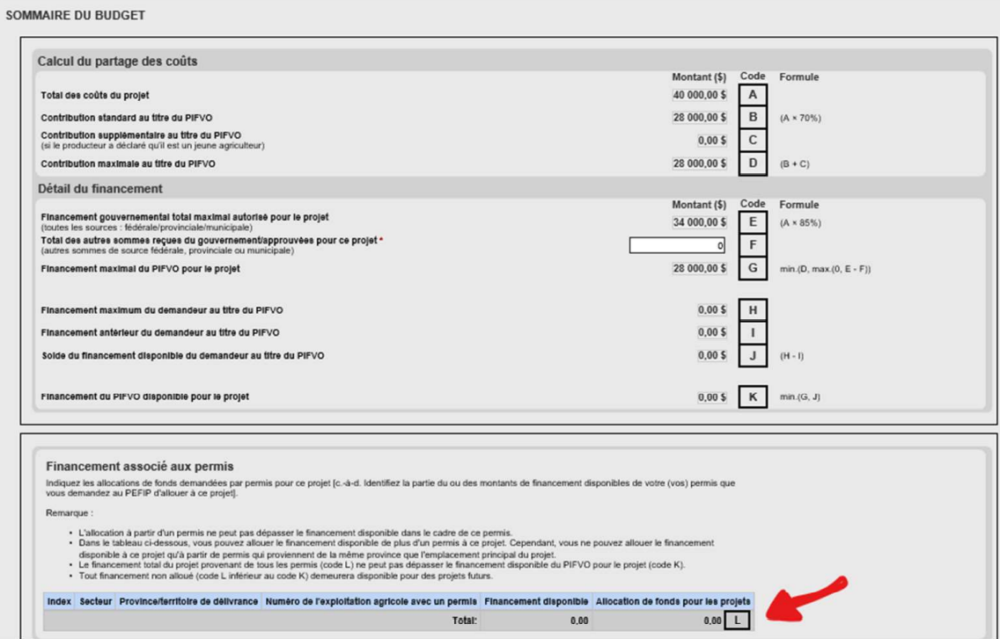 SOMMAIRE DU BUDGET
Calcul du partage des coûts
Montant ($) Code Formule
Total des coûts du projet 40 000,00 $ A
Contribution standard au titre du PIFVO 28 000,00 $ B (A × 70%)
Contribution supplémentaire au titre du PIFVO
(si le producteur a déclaré qu'il est un jeune agriculteur) 0,00 $ C
Contribution maximale au titre du PIFVO 28 000,00 $ D (B + C)
Détail du financement
Montant ($) Code Formule
Financement gouvernemental total maximal autorisé pour le projet 34 000,00 $ E (A × 85%)
(toutes les sources : fédérale/provinciale/municipale)
Total des autres sommes reçues du gouvernement/approuvées pour ce projet * 0 F
(autres sommes de source fédérale, provinciale ou municipale)
Financement maximal du PIFVO pour le projet 28 000,00 $ G min.(D, max.(0, E - F))
Financement maximum du demandeur au titre du PIFVO 0,00 $ H
Financement antérieur du demandeur au titre du PIFVO 0,00 $ I
Solde du financement disponible du demandeur au titre du PIFVO 0,00 $ J (H - I)
Financement du PIFVO disponible pour le projet 0,00 $ K min.(G, J)
Financement associé aux permis
Indiquez les allocations de fonds demandées par permis pour ce projet [c.-à-d. Identifiez la partie du ou des montants de financement disponibles de votre (vos) permis que
vous demandez au PEFIP d'allouer à ce projet].
Remarque :
• L'allocation à partir d'un permis ne peut pas dépasser le financement disponible dans le cadre de ce permis.
• Dans le tableau ci-dessous, vous pouvez allouer le financement disponible de plus d'un permis à ce projet. Cependant, vous ne pouvez allouer le financement
disponible à ce projet qu'à partir de permis qui proviennent de la même province que l'emplacement principal du projet.
• Le financement total du projet provenant de tous les permis (code L) ne peut pas dépasser le financement disponible du PIFVO pour le projet (code K).
• Tout financement non alloué (code L inférieur au code K) demeurera disponible pour des projets futurs.
Index Secteur Province/territoire de délivrance Numéro de l'exploitation agricole avec un permis Financement disponible Allocation de fonds pour les projets
Total: 0,00 0,00 L